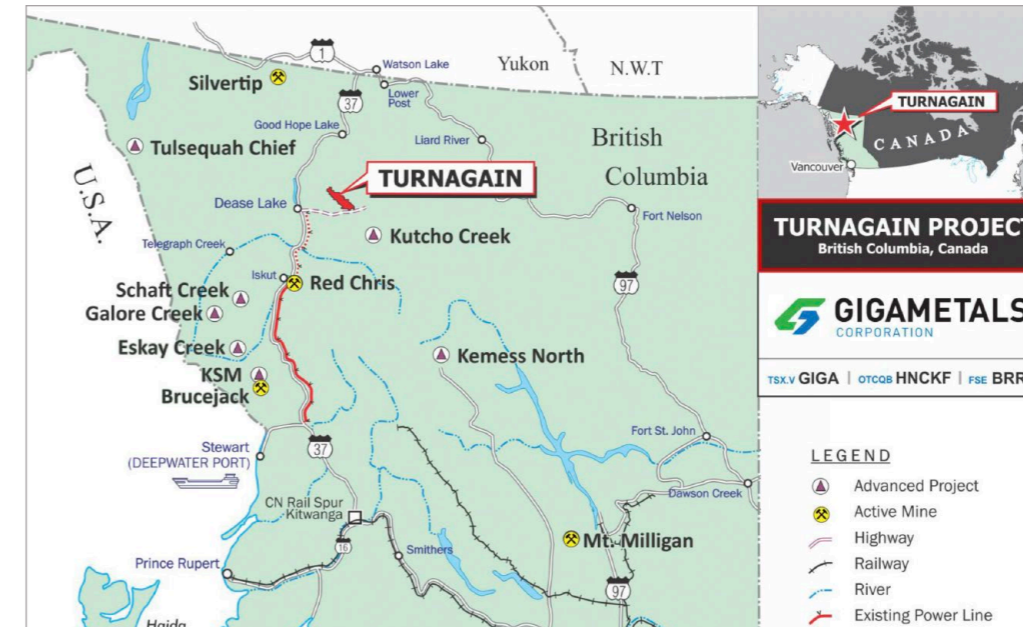 1
Watson Lake
Yukon
N.W.T
Silvertip
Lower
Post
37
Good Hope Lake
Liard River
British
Columbia
Tulsequah Chief
U.S.A.
TURNAGAIN
Dease Lake
Fort Nelson
Kutcho Creek
Telegraph Creek
Iskut
Red Chris
97
Schaft Creek
Galore Creek
Eskay Creek
Kemess North
KSM
Brucejack
Fort St. John
Stewart
(DEEPWATER PORT)
37
Dawson Creek
CN Rail Spur
Kitwanga
16
Smithers
Mt. Milligan
Prince Rupert
97
Haida
TURNAGAIN
CANADA
Vancouver
TURNAGAIN PROJECT
British Columbia, Canada
GIGAMETALS
CORPORATION
TSX.V GIGA | OTCQB HNCKF | FSE BRR
LEGEND
Advanced Project
Active Mine
Highway
Railway
River
Existing Power Line